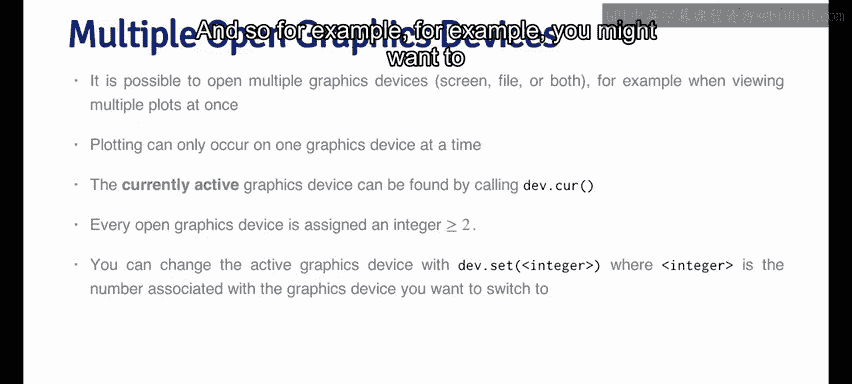 Multiple Open Graphics Devices
And so for example, for example, you might
want to
· It is possible to open multiple graphics devices (screen, file, or both), for example when viewing
multiple plots at once
· Plotting can only occur on one graphics device at a time
· The currently active graphics device can be found by calling dev.cur()
· Every open graphics device is assigned an integer ≥ 2.
· You can change the active graphics device with dev.set(<integer>) where <integer> is the
number associated with the graphics device you want to switch to